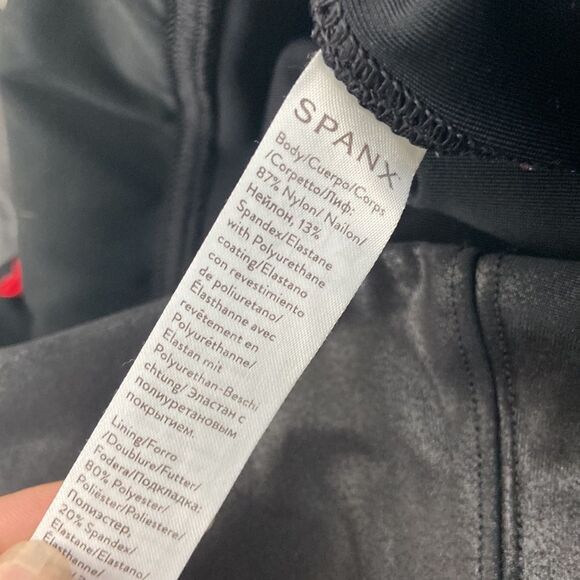 SPANX
Body/Cuerpo/Corps
/Corpetto/Лиф:
87% Nylon/ Nailon/
Нейлон, 13%
Spandex/Elastane
with Polyurethane
coating/Elastano
con revestimiento
de poliuretano/
Élasthanne avec
revêtement en
Polyuréthanne/
Elastan mit
Polyurethan-Beschi
chtung/ Эластан с
полиуретановым
покрытием.
Lining/Forro
/Doublure/Futter/
Fodera/Подкладка:
80% Polyester/
Poliéster/Poliestere/
Полиэстер,
20% Spandex/
Elastane/Elastano/
Elasthanne/